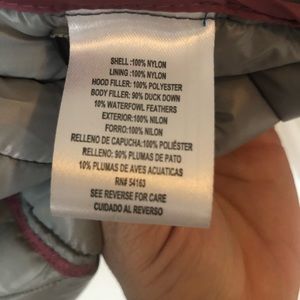 SHELL:100% NYLON
LINING :100% NYLON
HOOD FILLER: 100% POLYESTER
BODY FILLER: 90% DUCK DOWN
10% WATERFOWL FEATHERS
EXTERIOR:100% NILON
FORRO:100% NILON
RELLENO DE CAPUCHA:100% POLIÉSTER
RELLENO: 90% PLUMAS DE PATO
10% PLUMAS DE AVES ACUATICAS
RN# 54163
SEE REVERSE FOR CARE
CUIDADO AL REVERSO